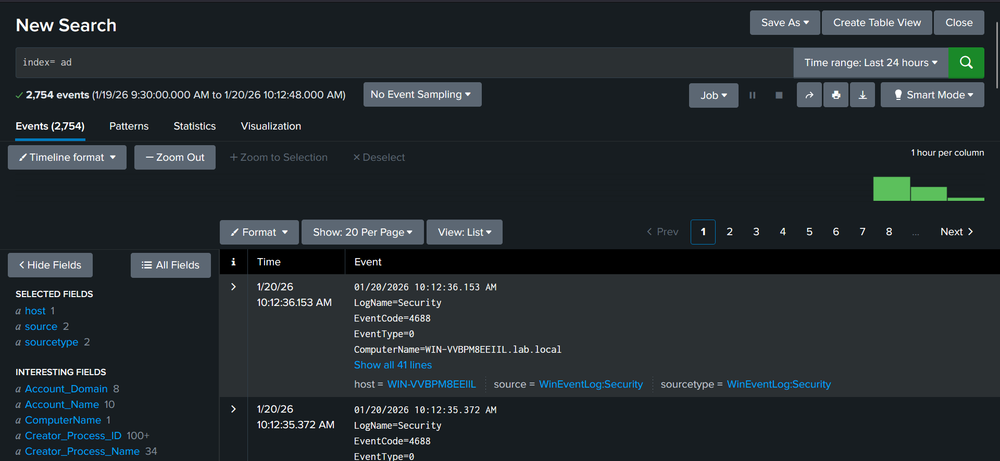 New Search
Save As
Create Table View
Close
index= ad
Time range: Last 24 hours
2,754 events (1/19/26 9:30:00.000 AM to 1/20/26 10:12:48.000 AM)
No Event Sampling
Job
Smart Mode
Events (2,754)
Patterns
Statistics
Visualization
Timeline format
Zoom Out
+ Zoom to Selection
× Deselect
1 hour per column
Format
Show: 20 Per Page
View: List
< Prev
1
2
3
4
5
6
7
8
...
Next >
< Hide Fields
All Fields
SELECTED FIELDS
a host 1
a source 2
a sourcetype 2
INTERESTING FIELDS
a Account_Domain 8
a Account_Name 10
a ComputerName 1
a Creator_Process_ID 100+
a Creator_Process_Name 34
i
Time
Event
>
1/20/26
10:12:36.153 AM
01/20/2026 10:12:36.153 AM
LogName=Security
EventCode=4688
EventType=0
ComputerName=WIN-VVBPM8EEIIL.lab.local
Show all 41 lines
host = WIN-VVBPM8EEIIL
source = WinEventLog:Security
sourcetype = WinEventLog:Security
>
1/20/26
10:12:35.372 AM
01/20/2026 10:12:35.372 AM
LogName=Security
EventCode=4688
EventType=0